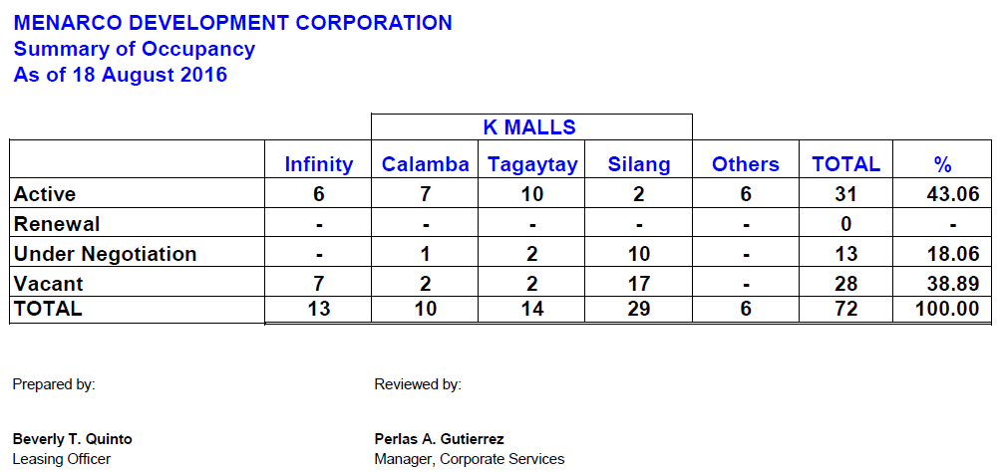 MENARCO DEVELOPMENT CORPORATION
Summary of Occupancy
As of 18 August 2016
K MALLS
Infinity Calamba Tagaytay Silang Others TOTAL %
Active 6 7 10 2 6 31 43.06
Renewal - - - - - 0 -
Under Negotiation - 1 2 10 - 13 18.06
Vacant 7 2 2 17 - 28 38.89
TOTAL 13 10 14 29 6 72 100.00
Prepared by: Reviewed by:
Beverly T. Quinto Perlas A. Gutierrez
Leasing Officer Manager, Corporate Services